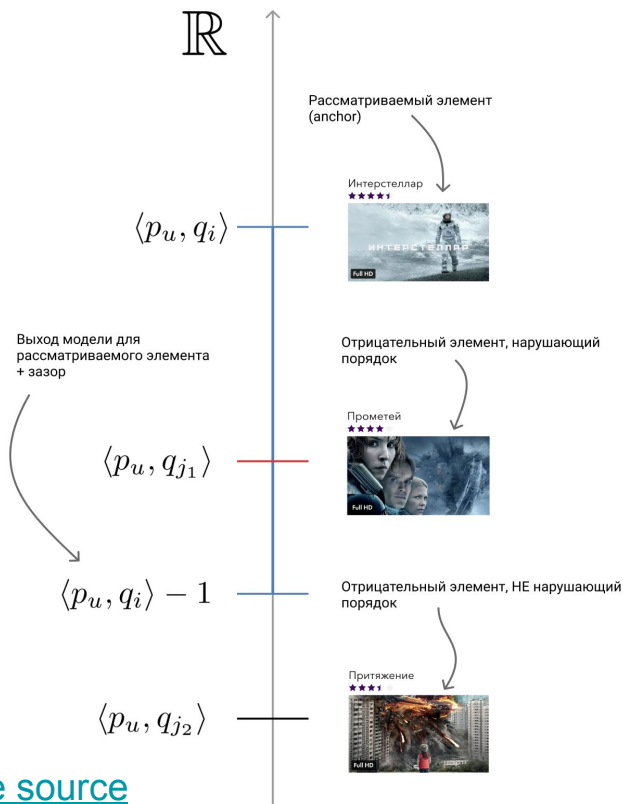 ℝ
Рассматриваемый элемент
(anchor)
Интерстеллар
⟨p_u, q_i⟩
ИНТЕРСТЕЛЛАР
Full HD
Выход модели для
рассматриваемого элемента
+ зазор
Отрицательный элемент, нарушающий
порядок
Прометей
⟨p_u, q_{j_1}⟩
Full HD
⟨p_u, q_i⟩ − 1
Отрицательный элемент, НЕ нарушающий
порядок
Притяжение
⟨p_u, q_{j_2}⟩
Full HD
e source